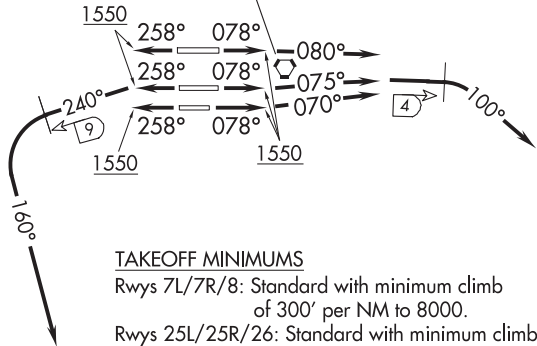 1550
258° 078° 080°
258° 078° 075°
240° 070° 4
9 258° 078° 100°
1550 1550
160°
TAKEOFF MINIMUMS
Rwys 7L/7R/8: Standard with minimum climb
of 300' per NM to 8000.
Rwys 25L/25R/26: Standard with minimum climb